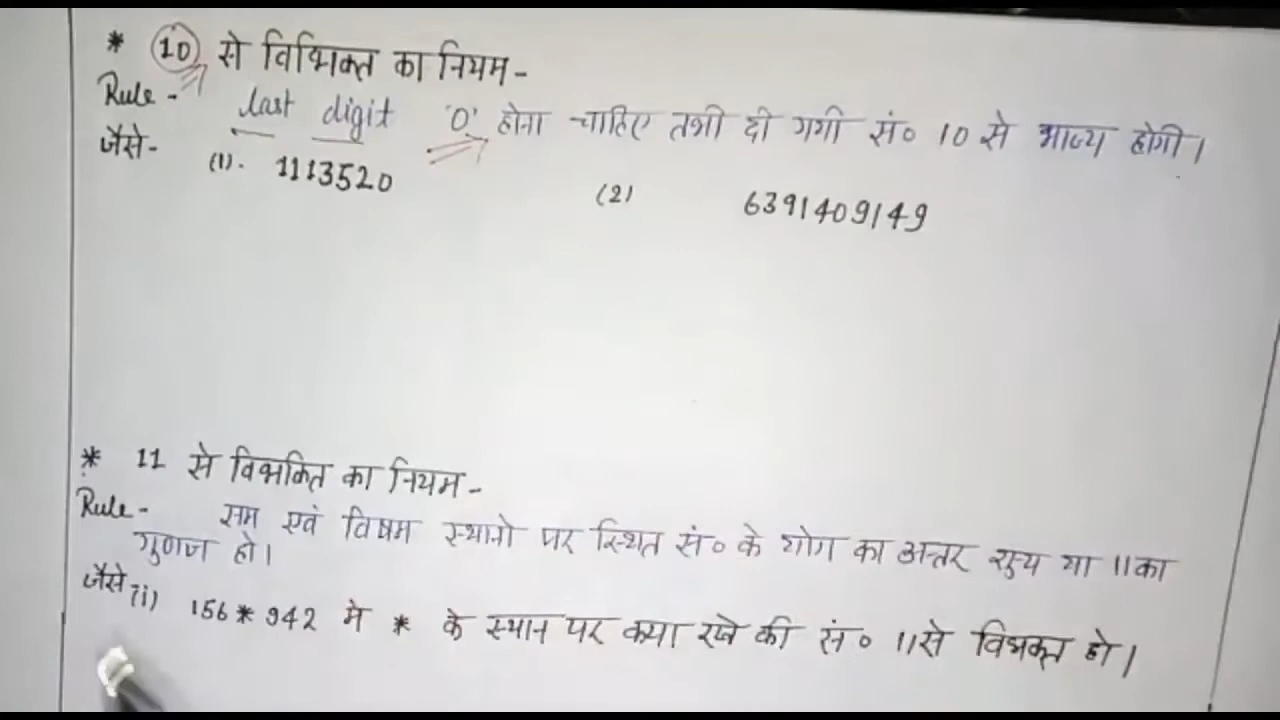 * 10 से विभिक्त का नियम-
Rule - last digit '0' होना चाहिए तभी दी गयी सं० 10 से भाज्य होगी।
जैसे- (1). 1113520 (2) 6391409149
* 11 से विभक्ति का नियम-
Rule- सम एवं विषम स्थानो पर स्थित सं० के योग का अन्तर शुन्य या 11 का
गुणज हो।
जैसे (i) 156*942 मे * के स्थान पर क्या रखे की सं० 11 से विभक्त हो।